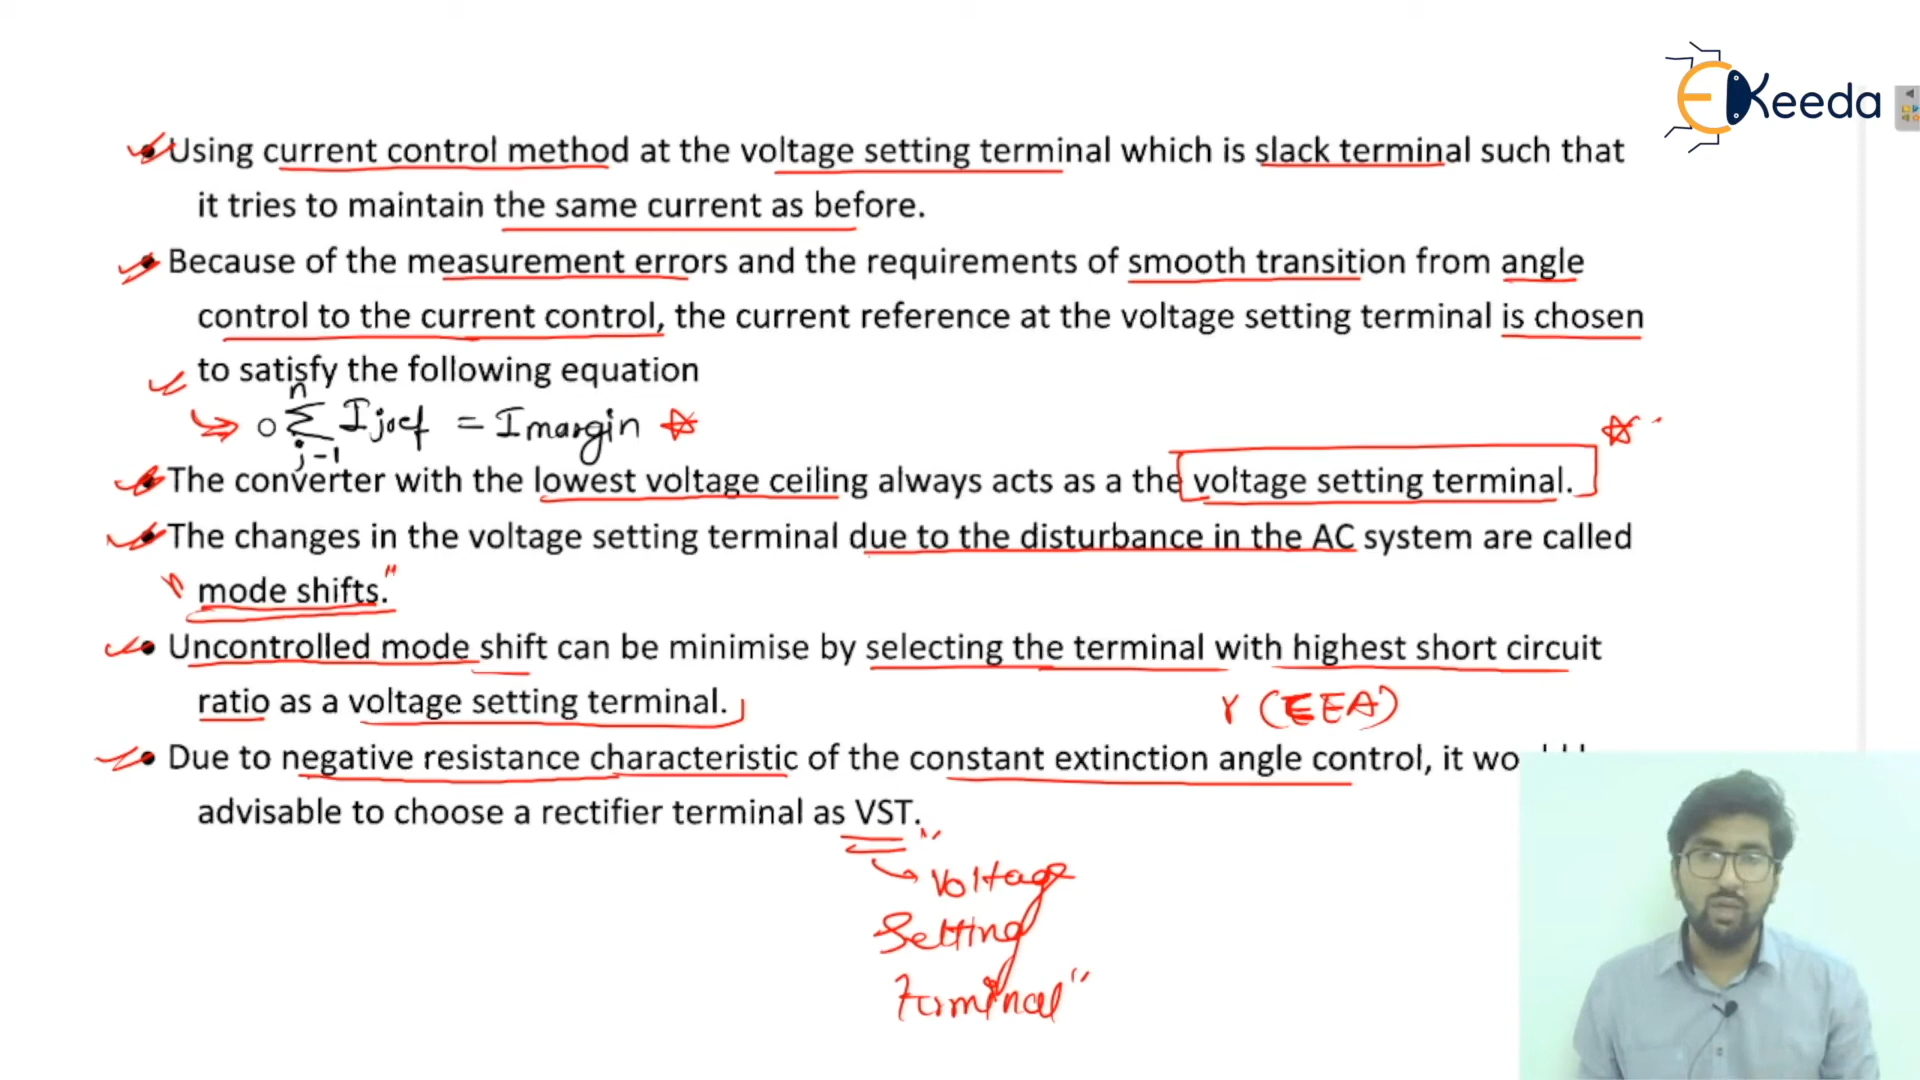 EKeeda
Using current control method at the voltage setting terminal which is slack terminal such that
it tries to maintain the same current as before.
Because of the measurement errors and the requirements of smooth transition from angle
control to the current control, the current reference at the voltage setting terminal is chosen
to satisfy the following equation
n
∑ Ijref = Imargin
j=1
The converter with the lowest voltage ceiling always acts as a the voltage setting terminal.
The changes in the voltage setting terminal due to the disturbance in the AC system are called
" mode shifts."
Uncontrolled mode shift can be minimise by selecting the terminal with highest short circuit
ratio as a voltage setting terminal.
γ (EEA)
Due to negative resistance characteristic of the constant extinction angle control, it
advisable to choose a rectifier terminal as VST."
Voltage
Setting
Terminal"